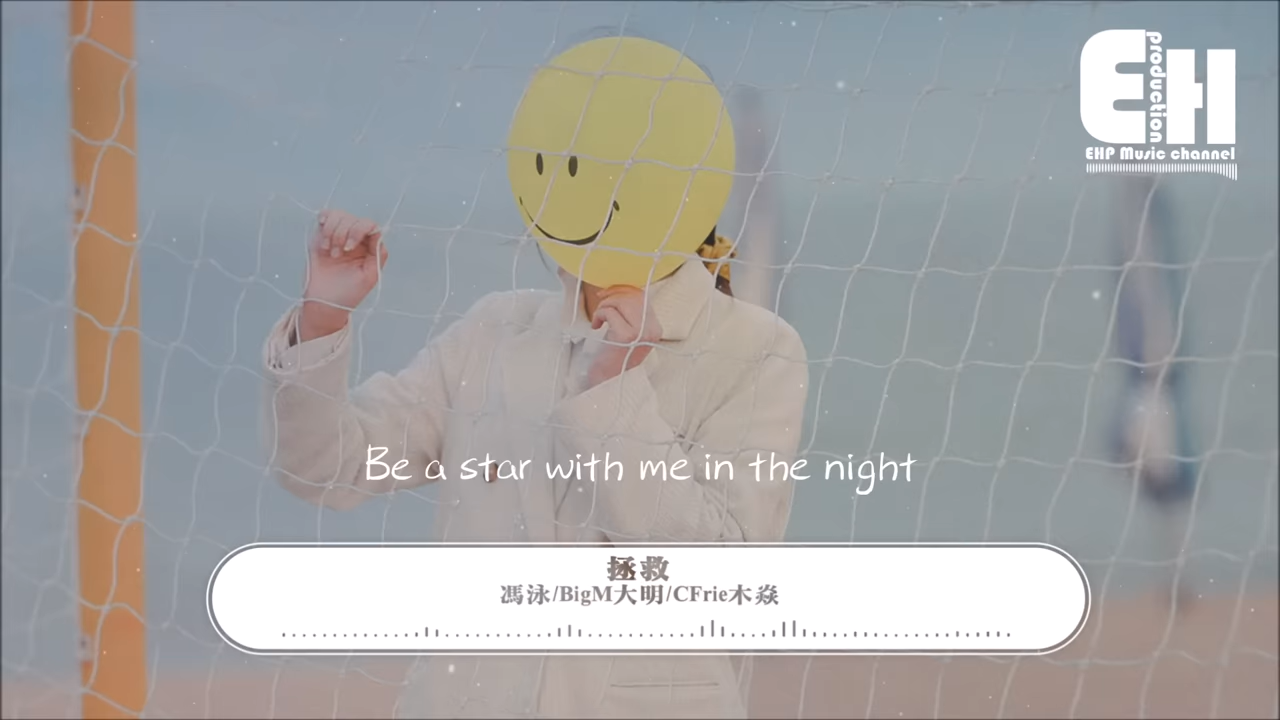 EH
production
EHP Music channel
Be a star with me in the night
拯救
馮泳/BigM大明/CFrie木焱